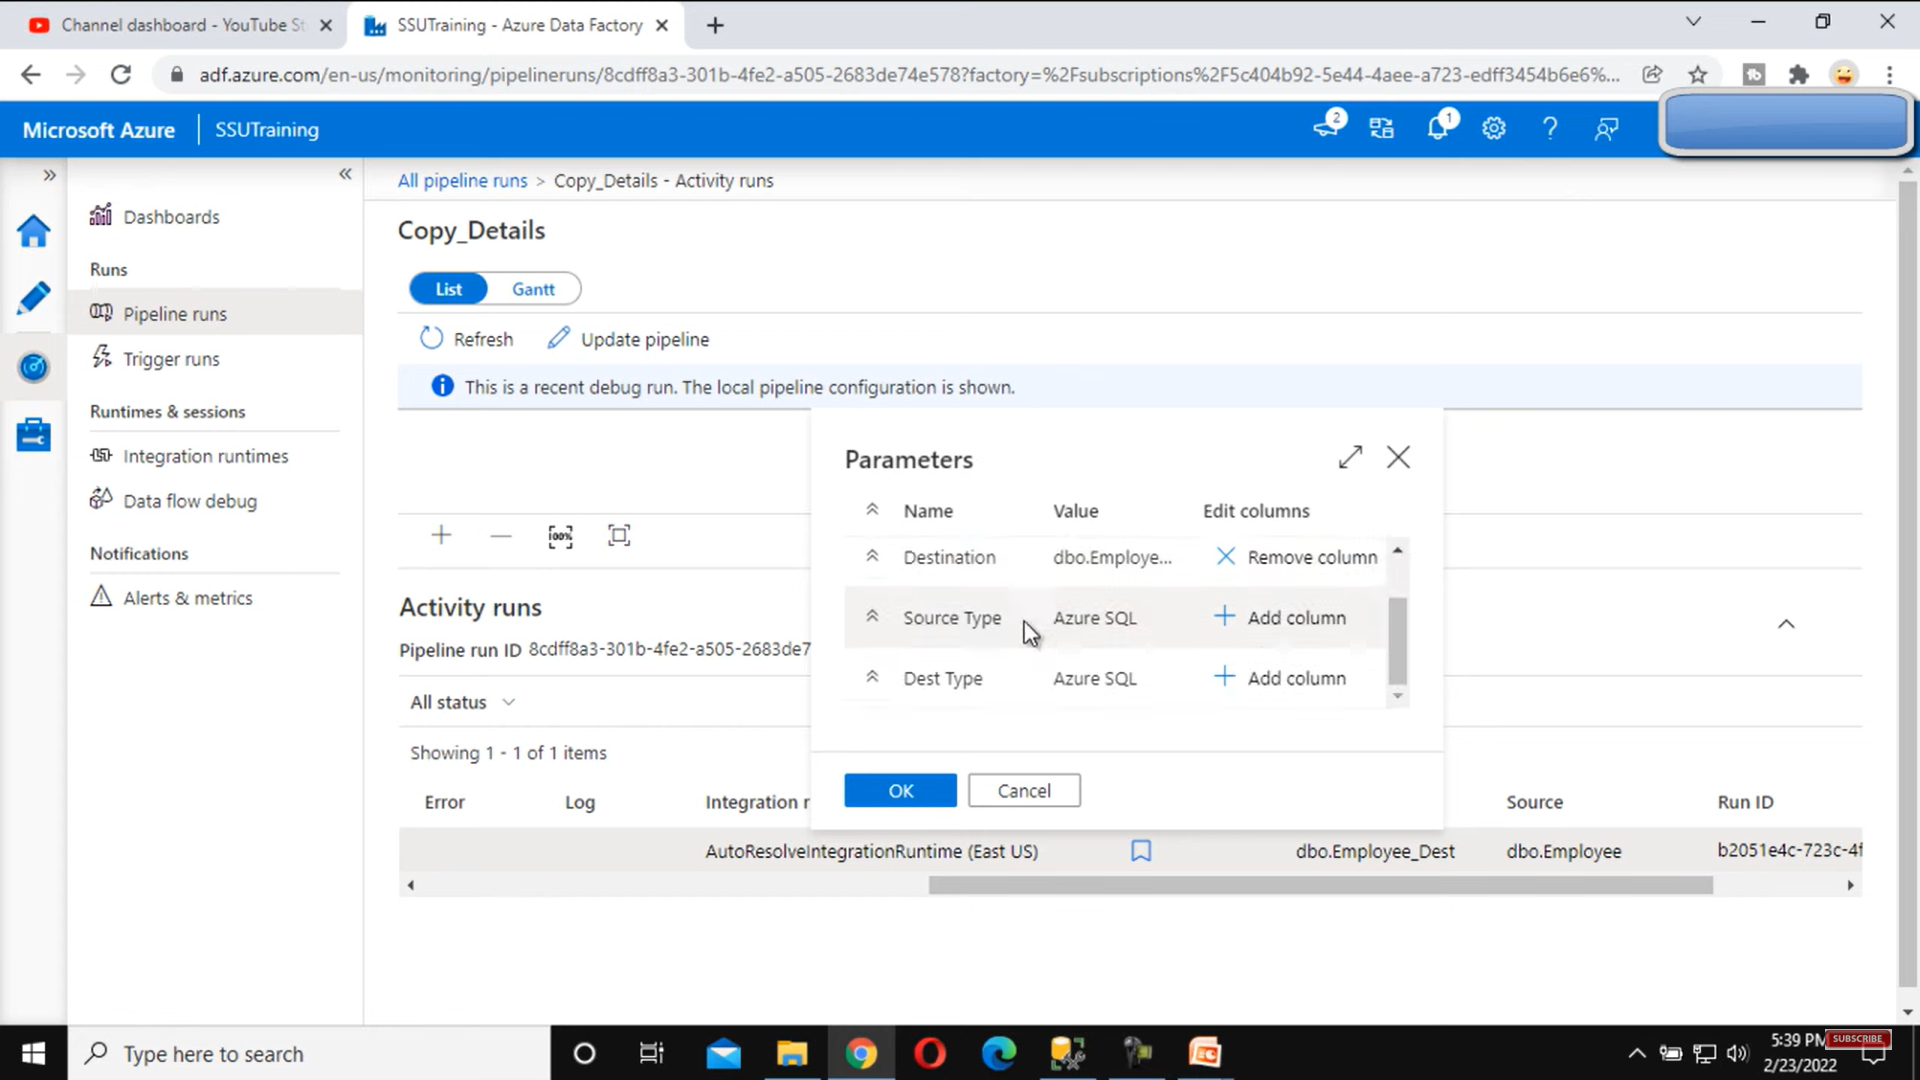 Channel dashboard - YouTube St
SSUTraining - Azure Data Factory
adf.azure.com/en-us/monitoring/pipelineruns/8cdff8a3-301b-4fe2-a505-2683de74e578?factory=%2Fsubscriptions%2F5c404b92-5e44-4aee-a723-edff3454b6e6%...
Microsoft Azure
SSUTraining
2
1
Dashboards
Runs
Pipeline runs
Trigger runs
Runtimes & sessions
Integration runtimes
Data flow debug
Notifications
Alerts & metrics
All pipeline runs > Copy_Details - Activity runs
Copy_Details
List
Gantt
Refresh
Update pipeline
This is a recent debug run. The local pipeline configuration is shown.
100%
Parameters
Name Value Edit columns
Destination dbo.Employe... Remove column
Source Type Azure SQL Add column
Dest Type Azure SQL Add column
OK
Cancel
Activity runs
Pipeline run ID 8cdff8a3-301b-4fe2-a505-2683de7
All status
Showing 1 - 1 of 1 items
Error Log Integration r Source Run ID
AutoResolveIntegrationRuntime (East US) dbo.Employee_Dest dbo.Employee b2051e4c-723c-4f
Type here to search
5:39 PM
2/23/2022
SUBSCRIBE